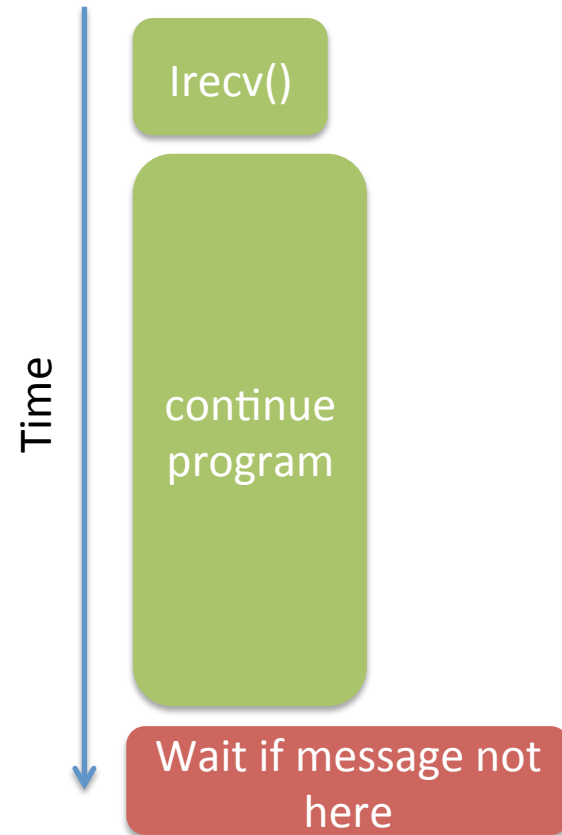 Irecv()
Time
continue
program
Wait if message not
here